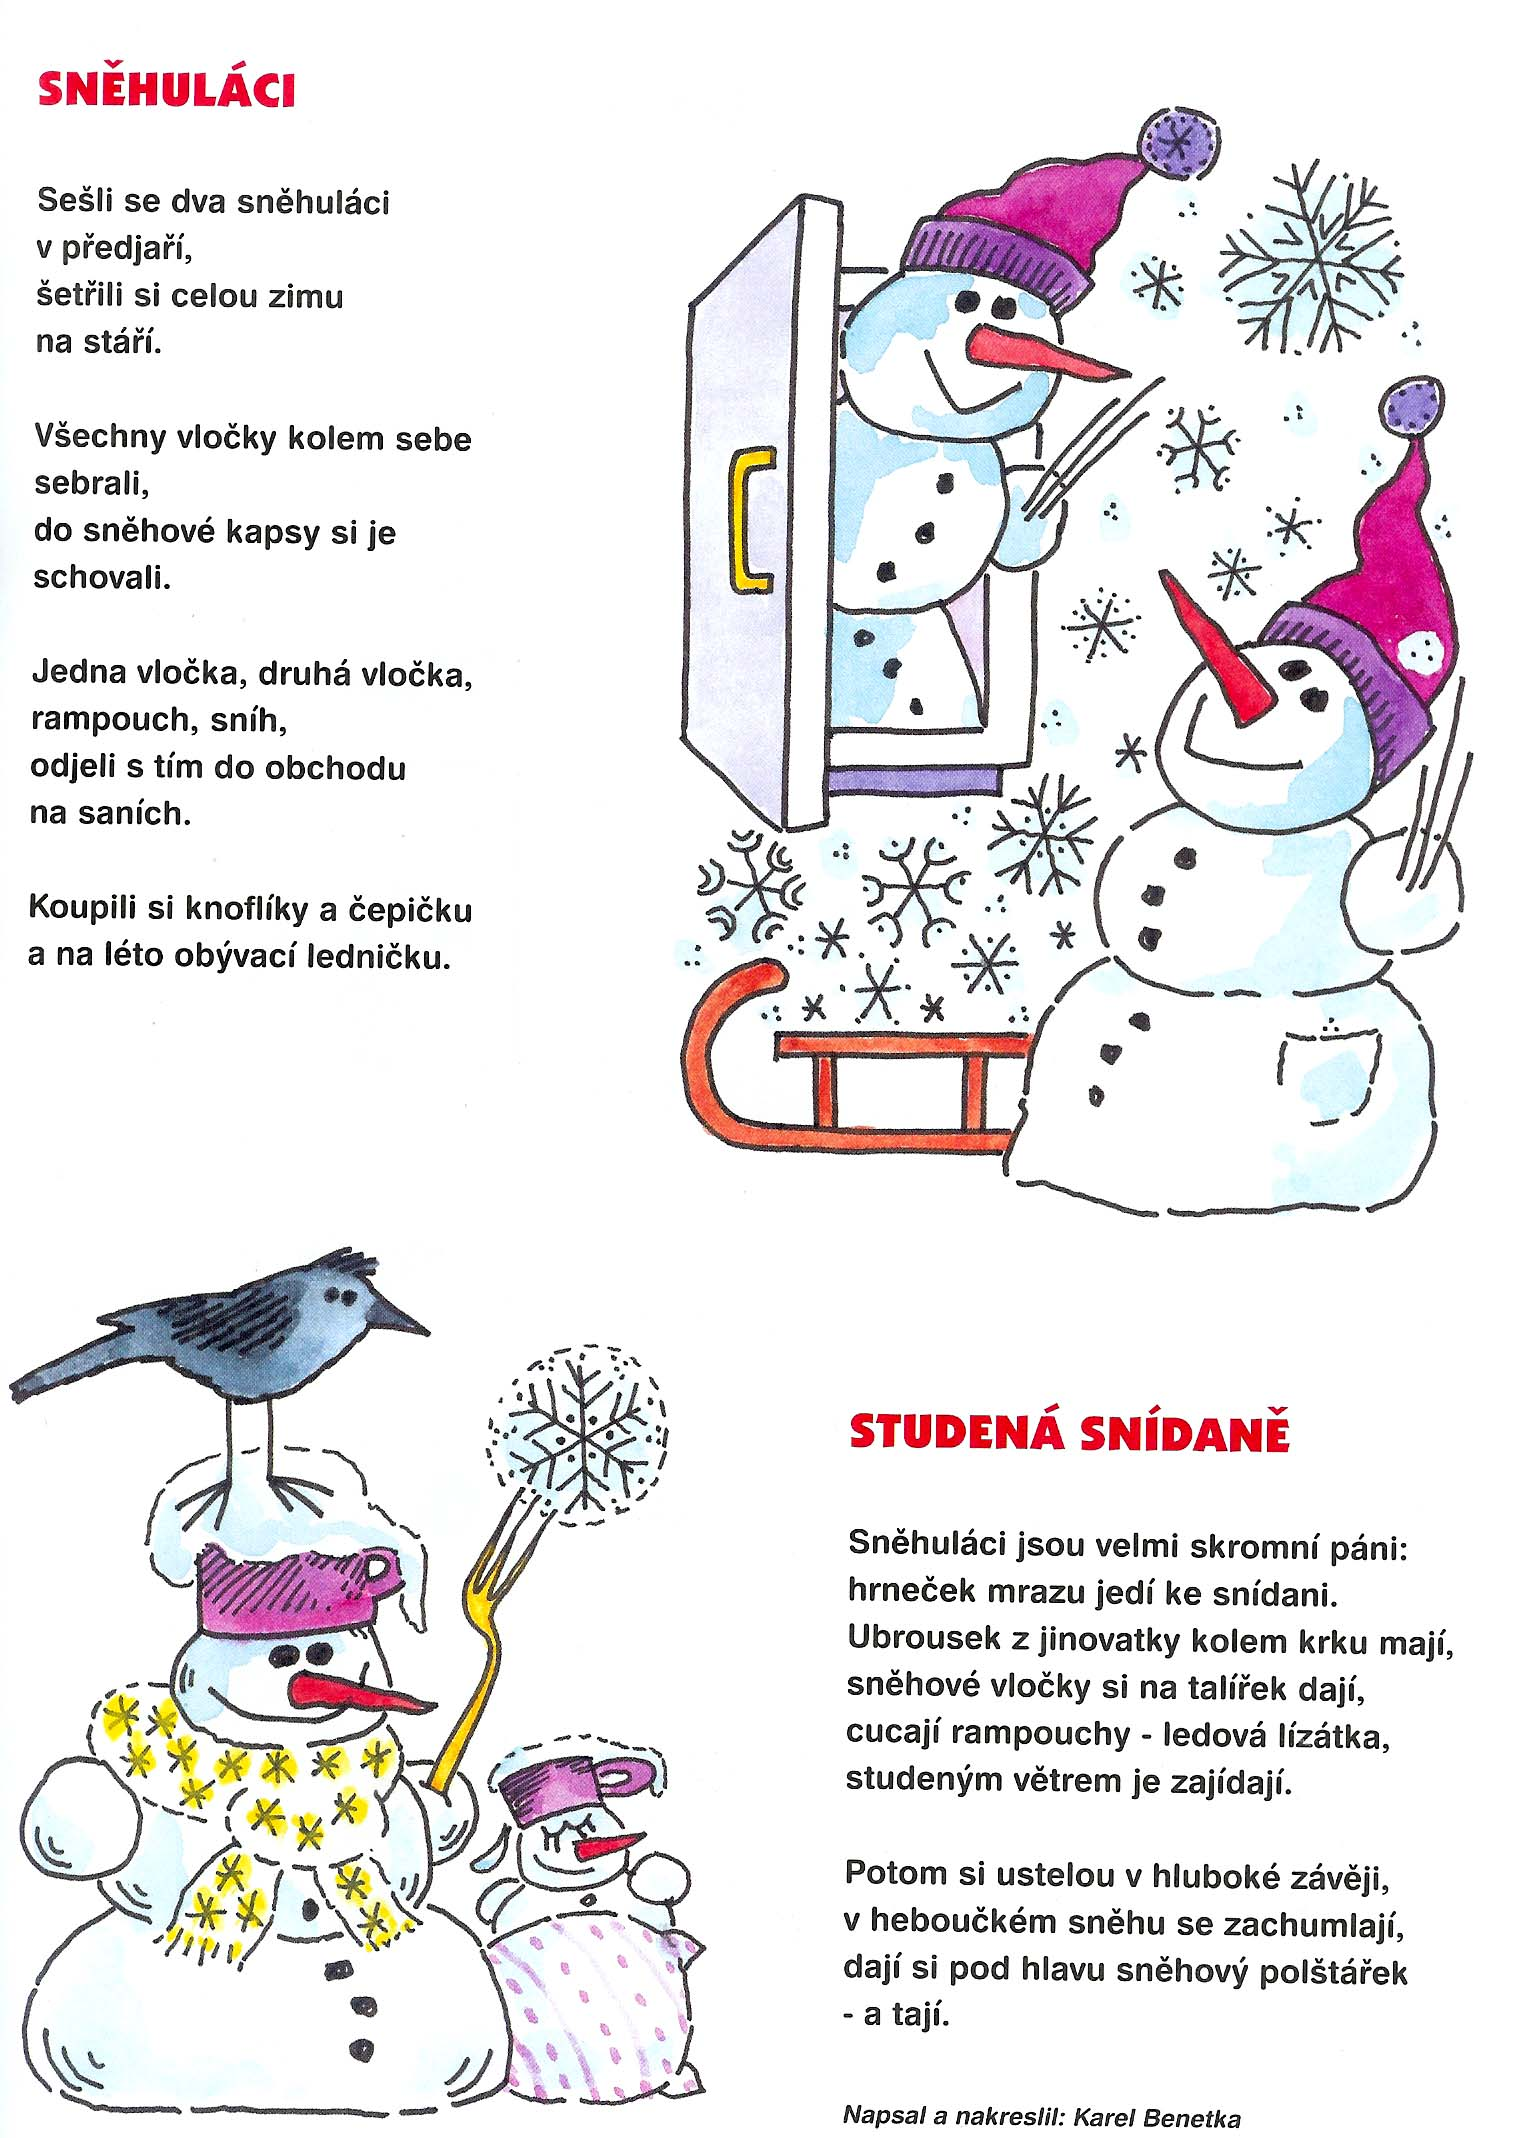 SNĚHULÁCI
Sešli se dva sněhuláci
v předjaří,
šetřili si celou zimu
na stáří.
Všechny vločky kolem sebe
sebrali,
do sněhové kapsy si je
schovali.
Jedna vločka, druhá vločka,
rampouch, sníh,
odjeli s tím do obchodu
na saních.
Koupili si knoflíky a čepičku
a na léto obývací ledničku.
STUDENÁ SNÍDANĚ
Sněhuláci jsou velmi skromní páni:
hrneček mrazu jedí ke snídani.
Ubrousek z jinovatky kolem krku mají,
sněhové vločky si na talířek dají,
cucají rampouchy - ledová lízátka,
studeným větrem je zajídají.
Potom si ustelou v hluboké závěji,
v heboučkém sněhu se zachumlají,
dají si pod hlavu sněhový polštářek
- a tají.
Napsal a nakreslil: Karel Benetka